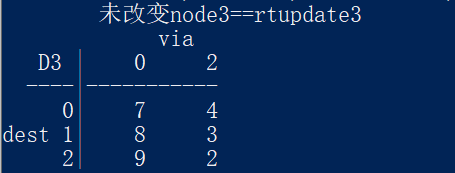 未改变node3==rtupdate3
via
D3 | 0 2
---- | -----------
0 | 7 4
dest 1 | 8 3
2 | 9 2